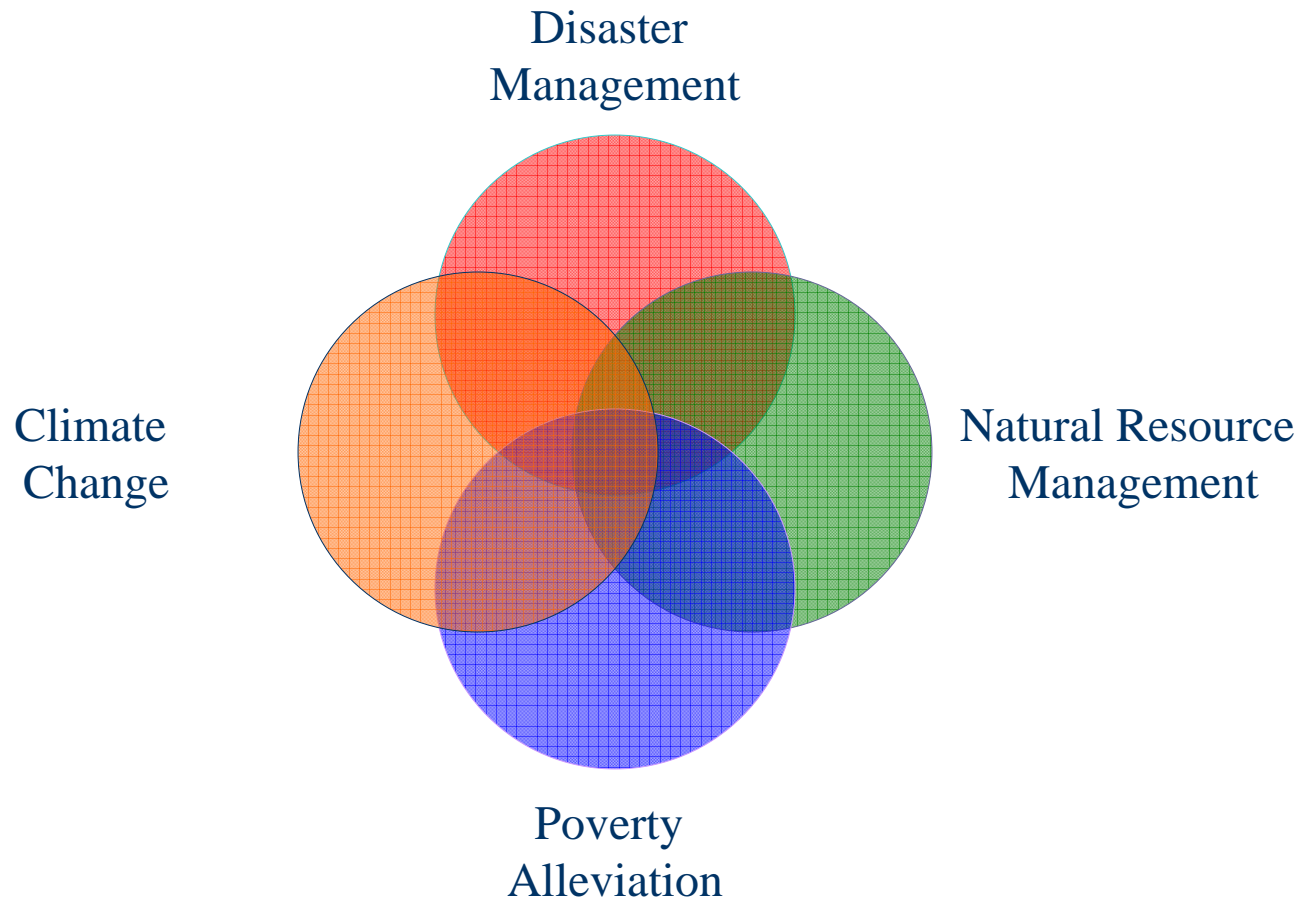 Disaster
Management
Climate
Change
Natural Resource
Management
Poverty
Alleviation